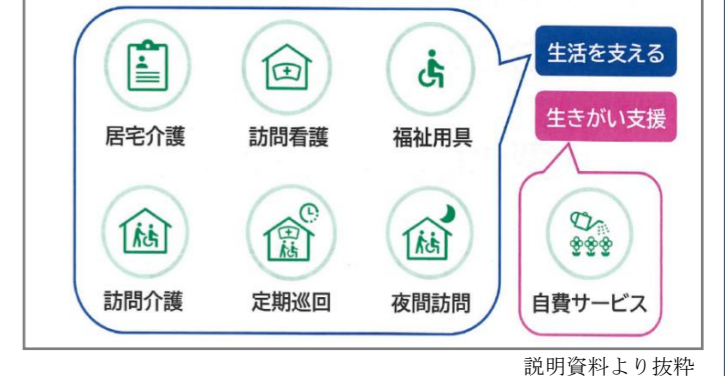 生活を支える
生きがい支援
居宅介護
訪問看護
福祉用具
訪問介護
定期巡回
夜間訪問
自費サービス
説明資料より抜粋